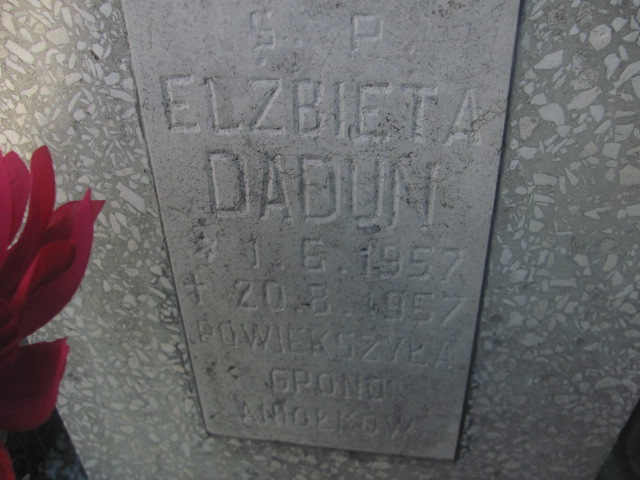 Ś. P.
ELŻBIETA
DADUN
* 1.6.1957
† 20.8.1957
POWIĘKSZYŁA
GRONO
ANIOŁKÓW